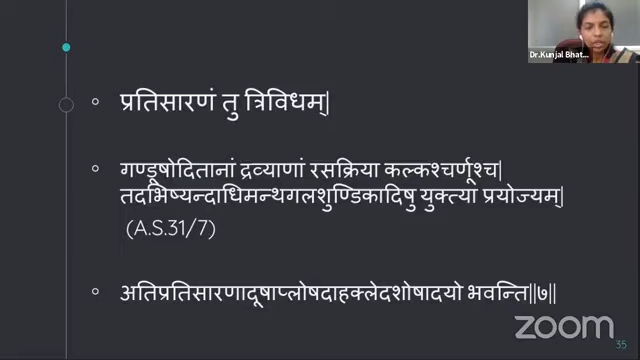 Dr.Kunjal Bhat...
प्रतिसारणं तु त्रिविधम्|
गण्डूषोदितानां द्रव्याणां रसक्रिया कल्कश्चर्णूश्च|
तदभिष्यन्दाधिमन्थगलशुण्डिकादिषु युक्त्या प्रयोज्यम्|
(A.S.31/7)
अतिप्रतिसारणादूषाप्लोषदाहक्लेदशोषादयो भवन्ति||७||
zoom
35